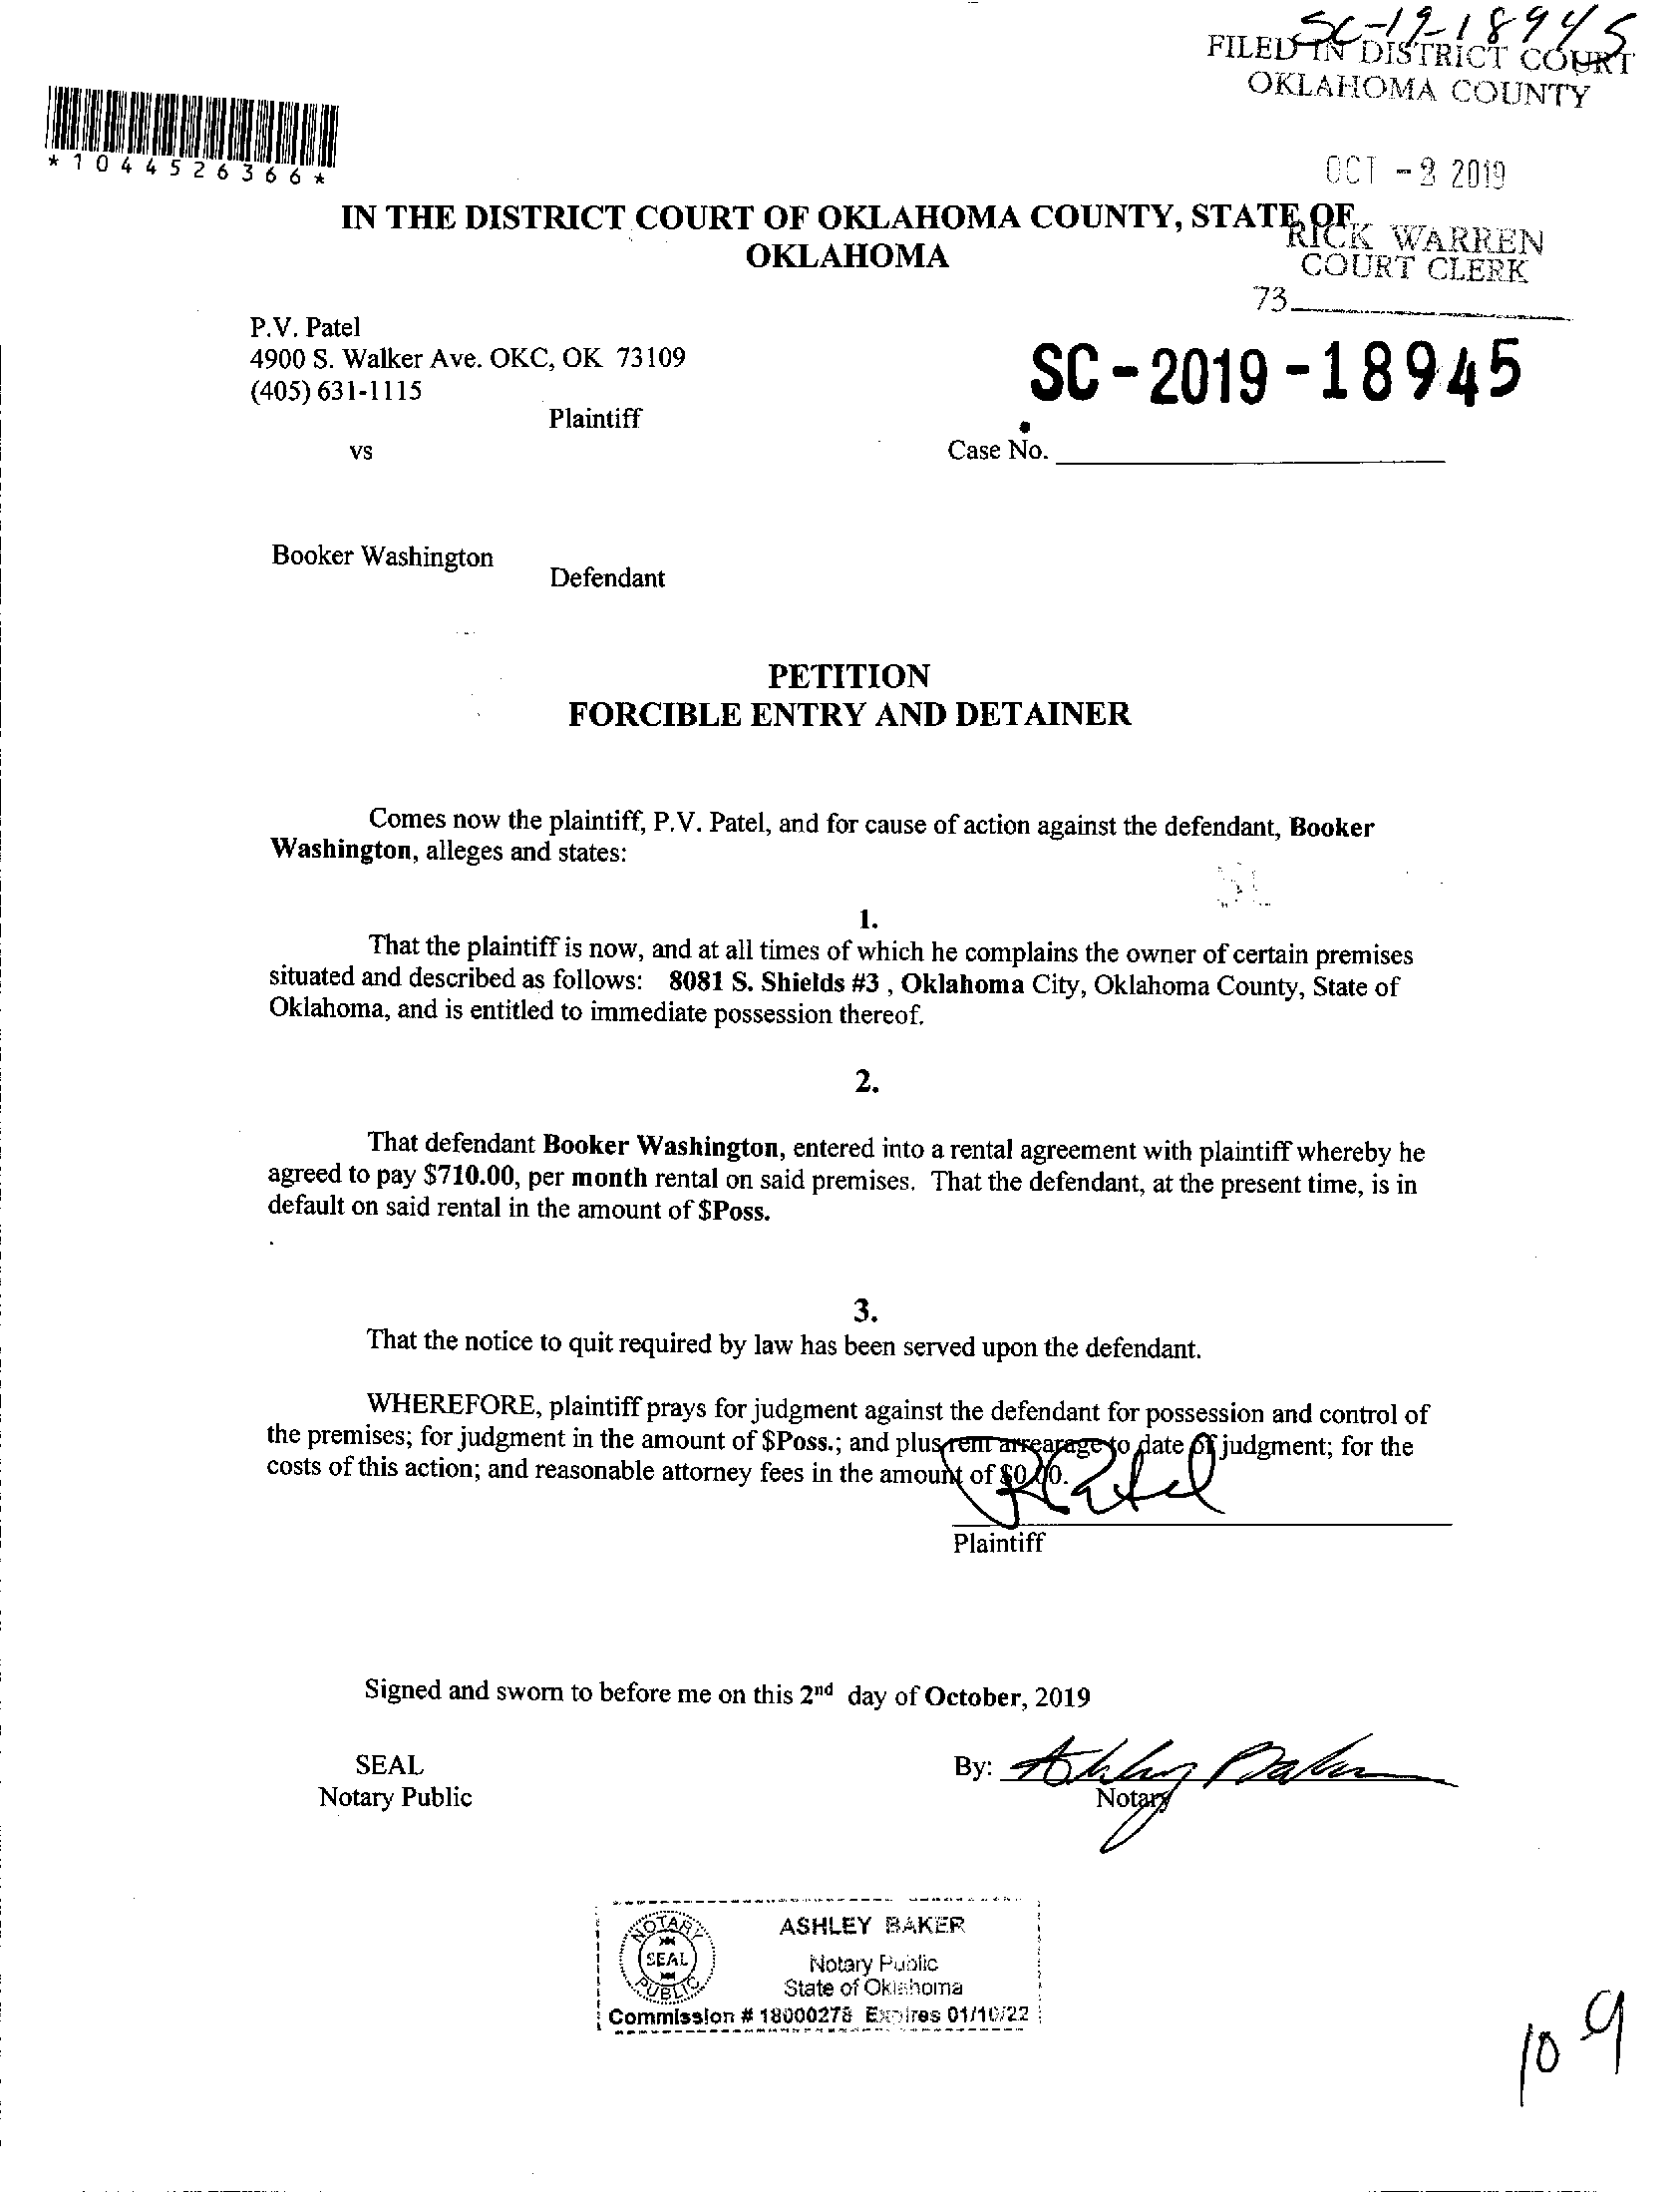 SC-19-18945
FILED IN DISTRICT COURT
OKLAHOMA COUNTY
*1044526366*
OCT - 2019
IN THE DISTRICT COURT OF OKLAHOMA COUNTY, STATE OF
OKLAHOMA
RICK WARREN
COURT CLERK
73
P.V. Patel
4900 S. Walker Ave. OKC, OK 73109
(405) 631-1115
Plaintiff
SC-2019-18945
vs
Case No.
Booker Washington
Defendant
PETITION
FORCIBLE ENTRY AND DETAINER
Comes now the plaintiff, P.V. Patel, and for cause of action against the defendant, Booker
Washington, alleges and states:
1.
That the plaintiff is now, and at all times of which he complains the owner of certain premises
situated and described as follows: 8081 S. Shields #3 , Oklahoma City, Oklahoma County, State of
Oklahoma, and is entitled to immediate possession thereof.
2.
That defendant Booker Washington, entered into a rental agreement with plaintiff whereby he
agreed to pay $710.00, per month rental on said premises. That the defendant, at the present time, is in
default on said rental in the amount of $Poss.
3.
That the notice to quit required by law has been served upon the defendant.
WHEREFORE, plaintiff prays for judgment against the defendant for possession and control of
the premises; for judgment in the amount of $Poss.; and plus rent arrearage to date of judgment; for the
costs of this action; and reasonable attorney fees in the amount of $0.00.
Plaintiff
Signed and sworn to before me on this 2nd day of October, 2019
SEAL
Notary Public
By: Ashley Baker
Notary
NOTARY
SEAL
PUBLIC
ASHLEY BAKER
Notary Public
State of Oklahoma
Commission # 18000278 Expires 01/10/22
109